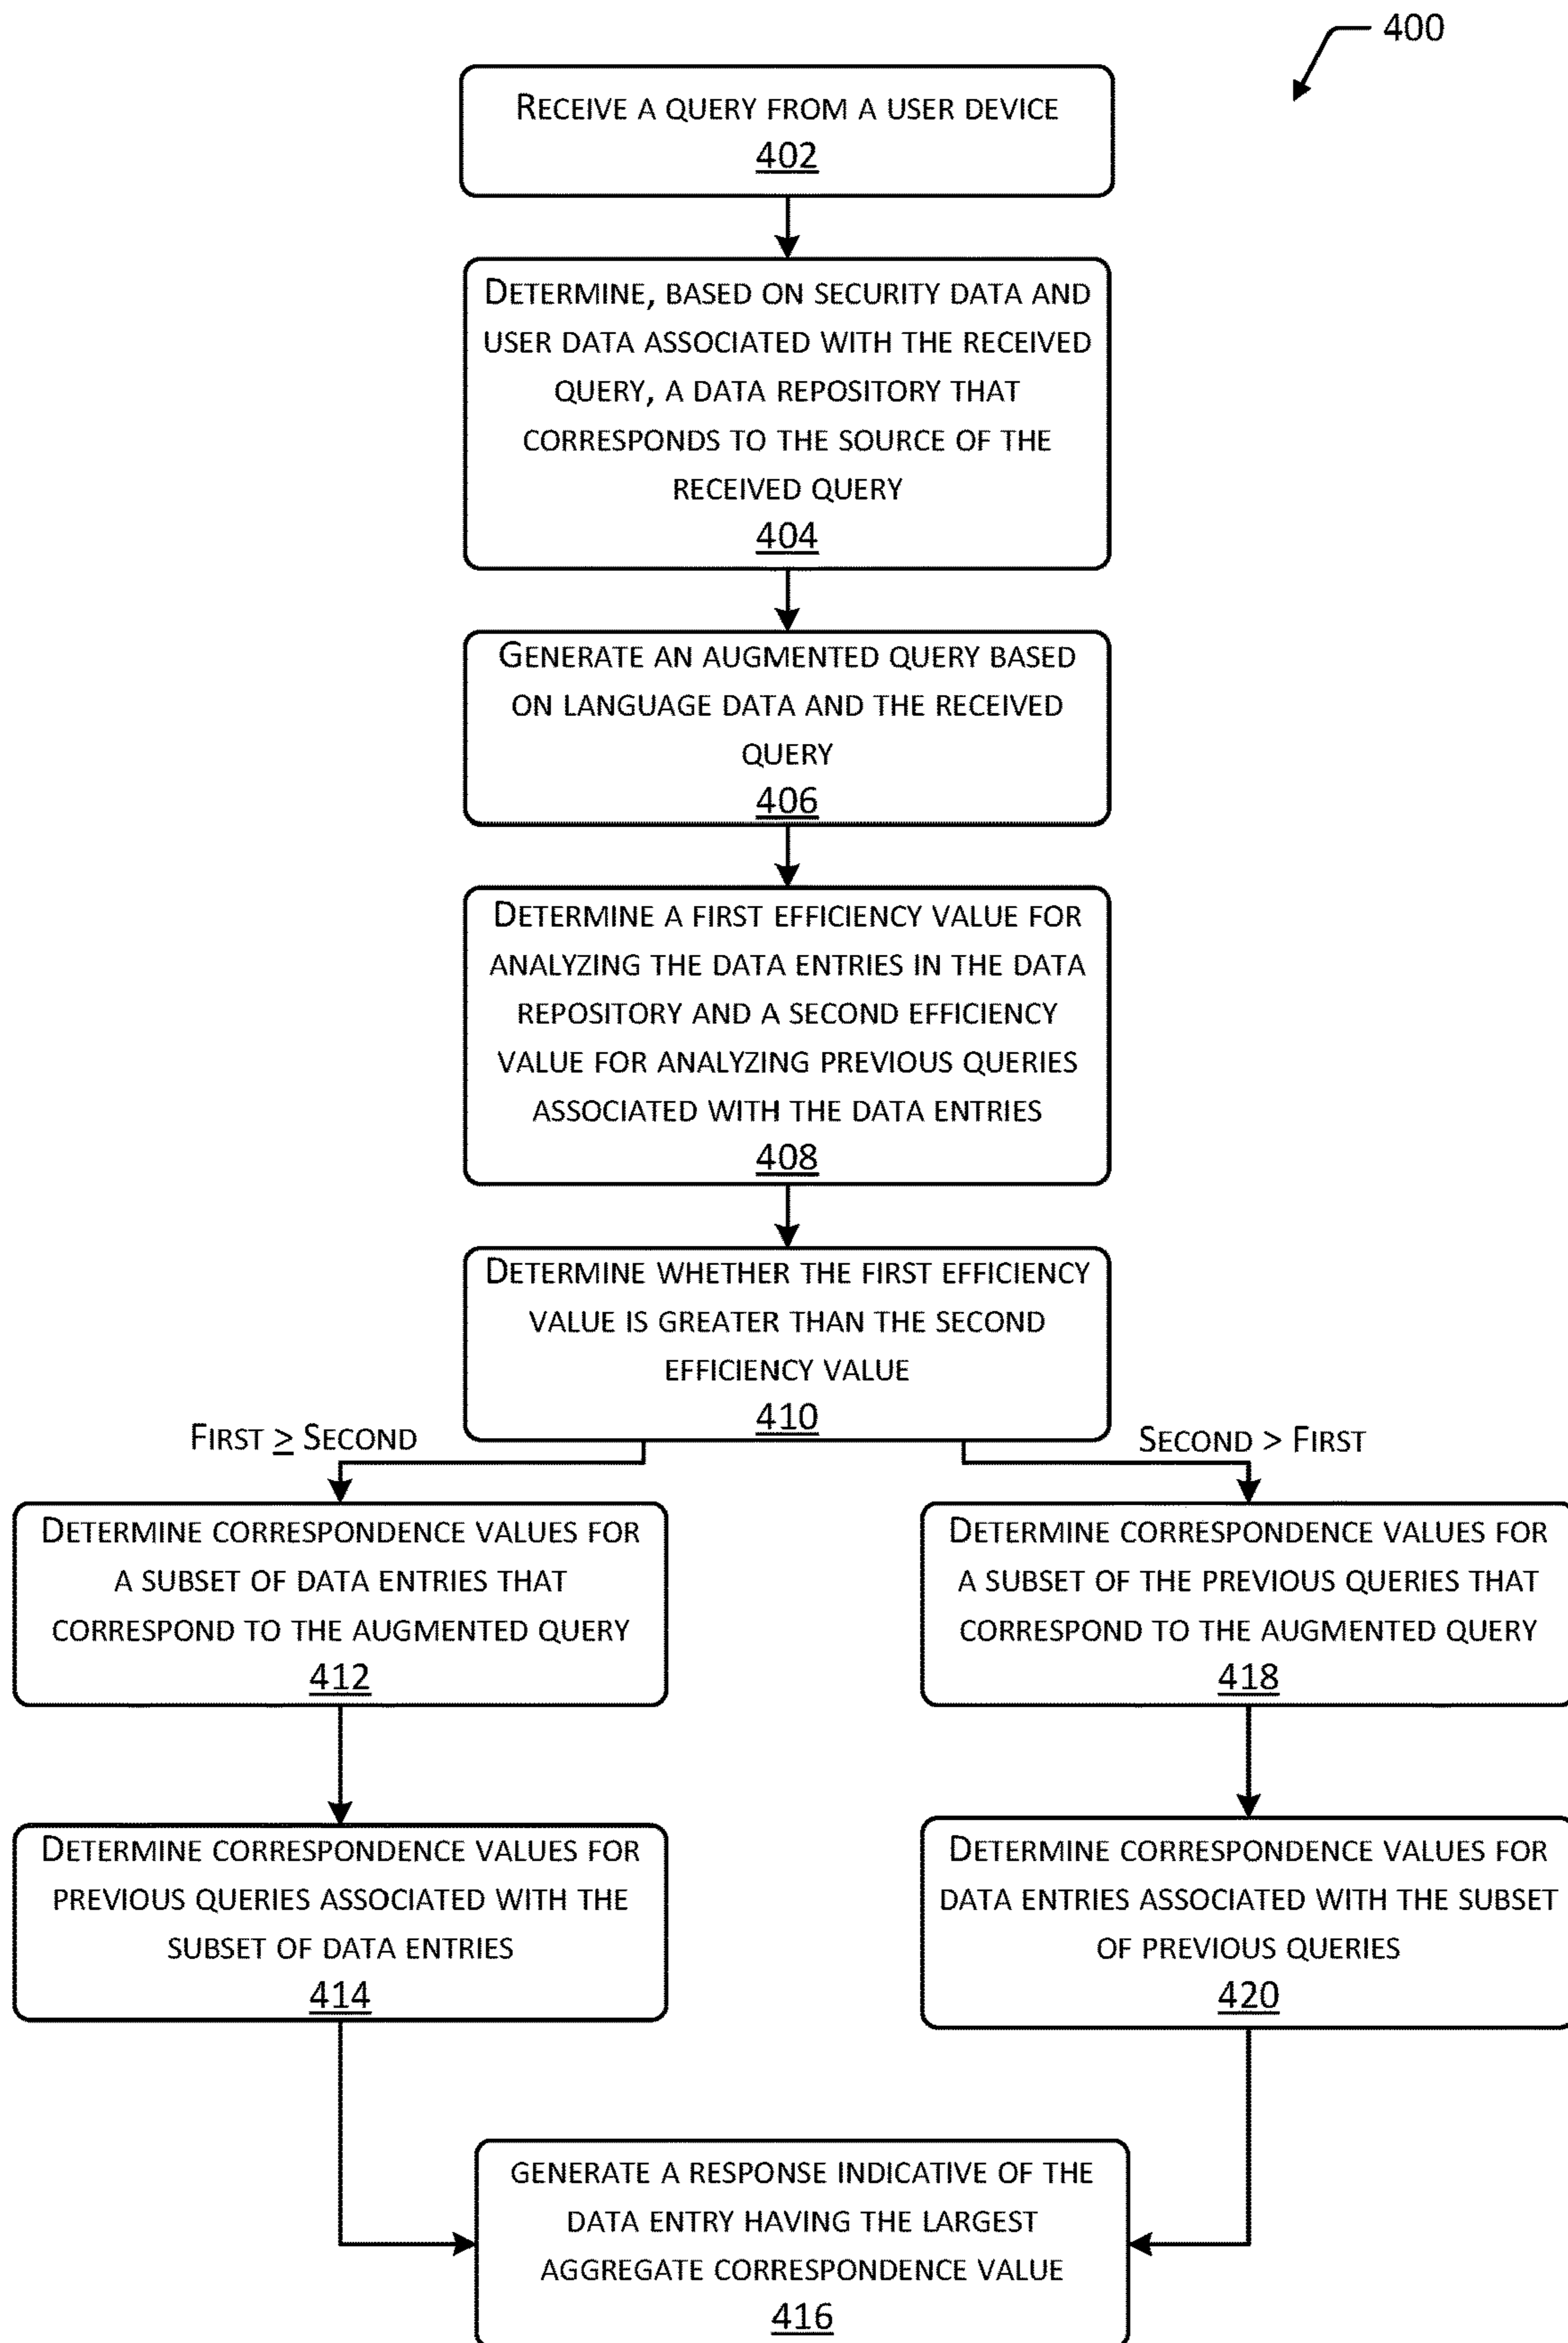 400
RECEIVE A QUERY FROM A USER DEVICE
402
DETERMINE, BASED ON SECURITY DATA AND
USER DATA ASSOCIATED WITH THE RECEIVED
QUERY, A DATA REPOSITORY THAT
CORRESPONDS TO THE SOURCE OF THE
RECEIVED QUERY
404
GENERATE AN AUGMENTED QUERY BASED
ON LANGUAGE DATA AND THE RECEIVED
QUERY
406
DETERMINE A FIRST EFFICIENCY VALUE FOR
ANALYZING THE DATA ENTRIES IN THE DATA
REPOSITORY AND A SECOND EFFICIENCY
VALUE FOR ANALYZING PREVIOUS QUERIES
ASSOCIATED WITH THE DATA ENTRIES
408
DETERMINE WHETHER THE FIRST EFFICIENCY
VALUE IS GREATER THAN THE SECOND
EFFICIENCY VALUE
410
FIRST ≥ SECOND
SECOND > FIRST
DETERMINE CORRESPONDENCE VALUES FOR
A SUBSET OF DATA ENTRIES THAT
CORRESPOND TO THE AUGMENTED QUERY
412
DETERMINE CORRESPONDENCE VALUES FOR
A SUBSET OF THE PREVIOUS QUERIES THAT
CORRESPOND TO THE AUGMENTED QUERY
418
DETERMINE CORRESPONDENCE VALUES FOR
PREVIOUS QUERIES ASSOCIATED WITH THE
SUBSET OF DATA ENTRIES
414
DETERMINE CORRESPONDENCE VALUES FOR
DATA ENTRIES ASSOCIATED WITH THE SUBSET
OF PREVIOUS QUERIES
420
GENERATE A RESPONSE INDICATIVE OF THE
DATA ENTRY HAVING THE LARGEST
AGGREGATE CORRESPONDENCE VALUE
416